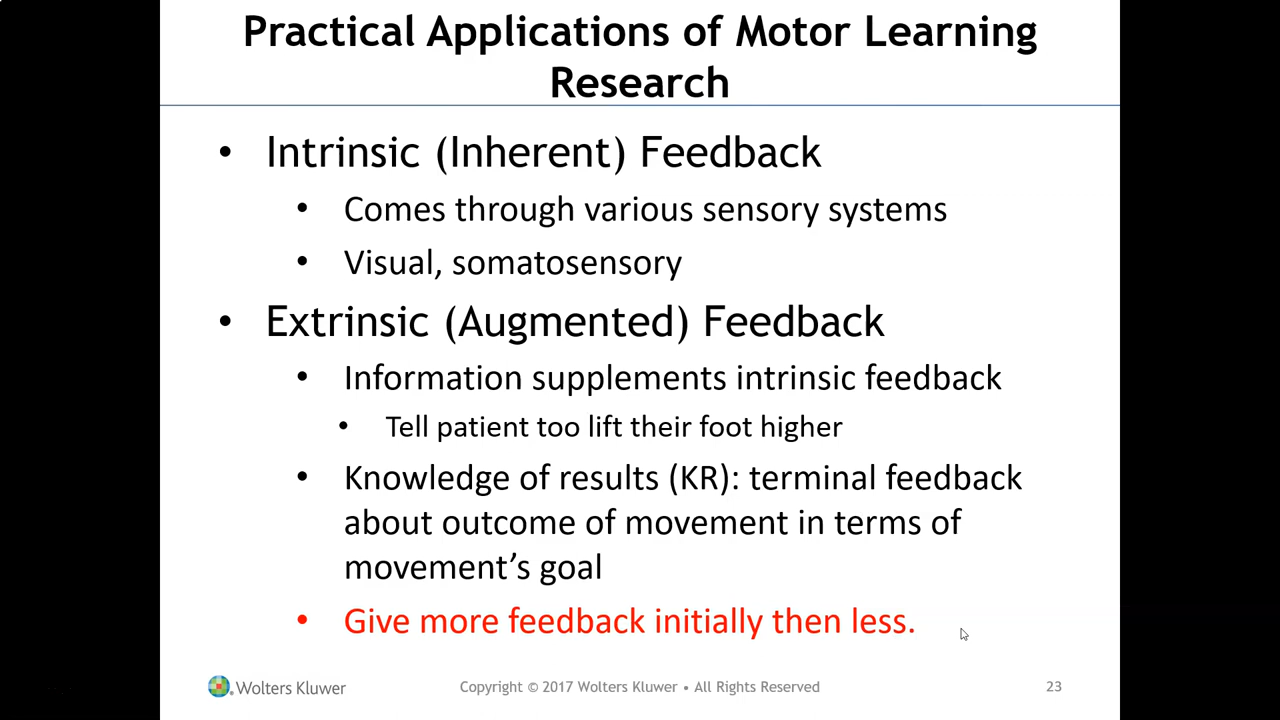 Practical Applications of Motor Learning
Research
• Intrinsic (Inherent) Feedback
• Comes through various sensory systems
• Visual, somatosensory
• Extrinsic (Augmented) Feedback
• Information supplements intrinsic feedback
• Tell patient too lift their foot higher
• Knowledge of results (KR): terminal feedback
about outcome of movement in terms of
movement’s goal
• Give more feedback initially then less.
Wolters Kluwer
Copyright © 2017 Wolters Kluwer • All Rights Reserved
23